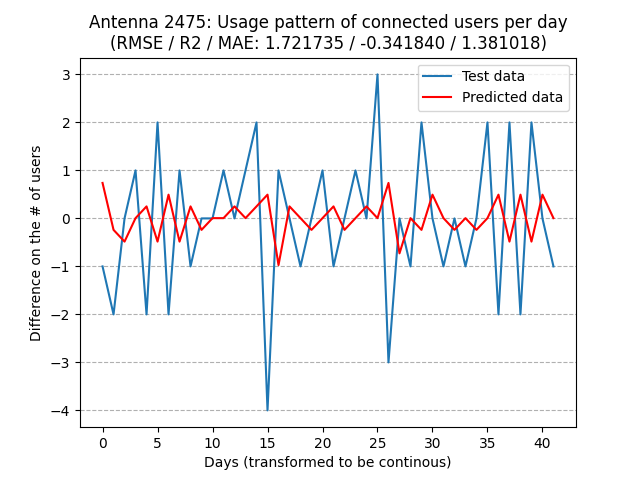 Antenna 2475: Usage pattern of connected users per day
(RMSE / R2 / MAE: 1.721735 / -0.341840 / 1.381018)
Test data
Predicted data
3
2
1
0
−1
−2
−3
−4
Difference on the # of users
0 5 10 15 20 25 30 35 40
Days (transformed to be continous)